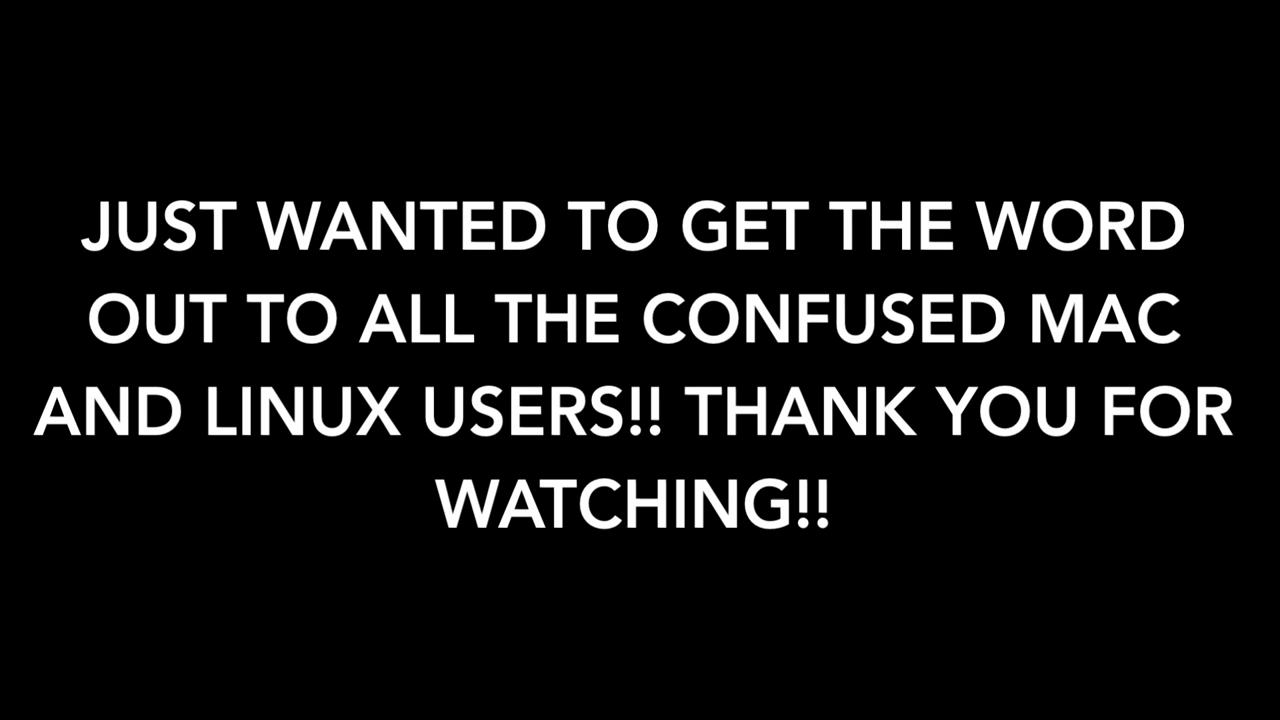 JUST WANTED TO GET THE WORD
OUT TO ALL THE CONFUSED MAC
AND LINUX USERS!! THANK YOU FOR
WATCHING!!